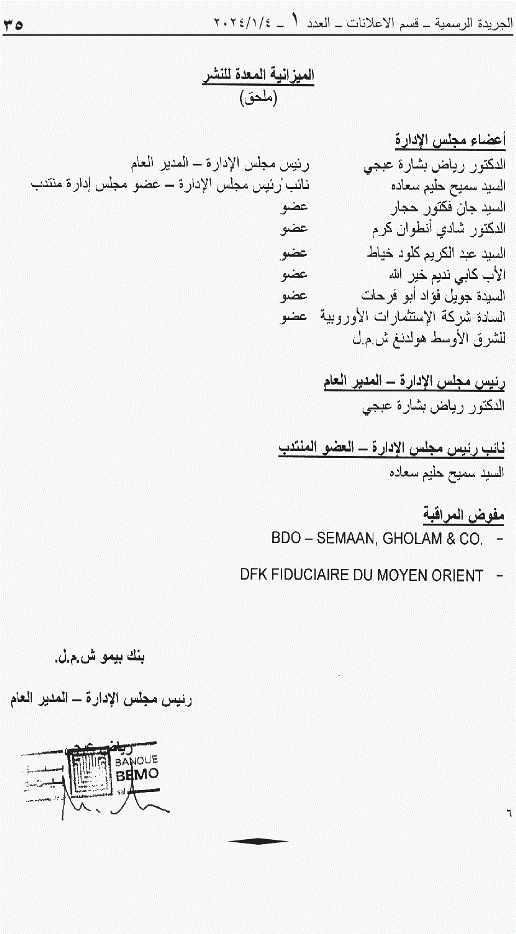 الجريدة الرسمية – قسم الاعلانات – العدد ١ – ٢٠٢٤/١/٤ ٣٥
الميزانية المعدة للنشر
(ملحق)
أعضاء مجلس الإدارة
الدكتور رياض بشارة عبجي رئيس مجلس الإدارة – المدير العام
السيد سميح حليم سعاده نائب رئيس مجلس الإدارة – عضو مجلس إدارة منتدب
السيد جان فكتور حجار عضو
الدكتور شادي أنطوان كرم عضو
السيد عبد الكريم كلود خياط عضو
الأب كابي نديم خير الله عضو
السيدة جويل فؤاد أبو فرحات عضو
السادة شركة الإستثمارات الأوروبية عضو
للشرق الأوسط هولدنغ ش.م.ل
رئيس مجلس الإدارة – المدير العام
الدكتور رياض بشارة عبجي
نائب رئيس مجلس الإدارة – العضو المنتدب
السيد سميح حليم سعاده
مفوض المراقبة
- BDO – SEMAAN, GHOLAM & CO.
- DFK FIDUCIAIRE DU MOYEN ORIENT
بنك بيمو ش.م.ل.
رئيس مجلس الإدارة – المدير العام
رياض عبجي
BANQUE
BEMO
٦